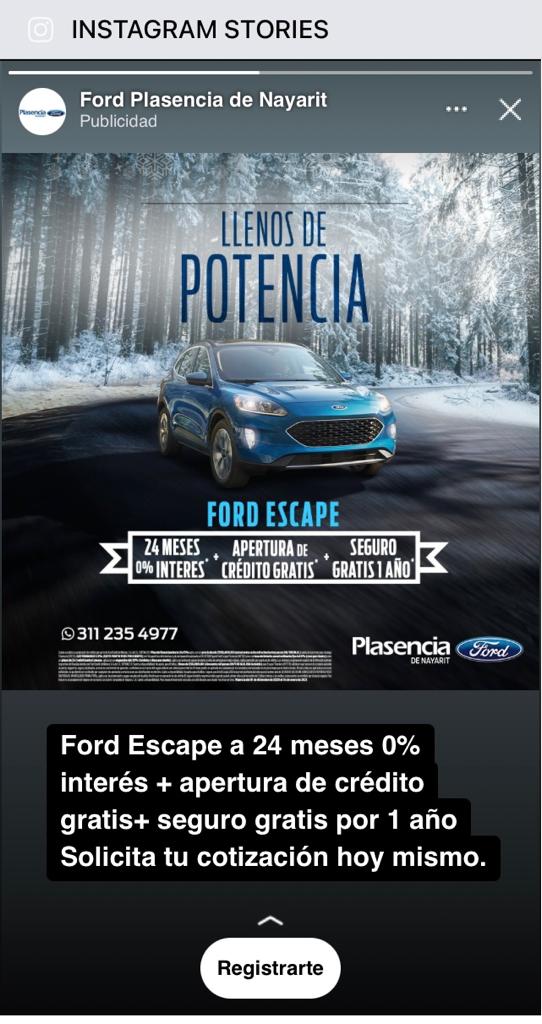 INSTAGRAM STORIES
Ford Plasencia de Nayarit
Publicidad
Plasencia Ford
LLENOS DE
POTENCIA
FORD ESCAPE
24 MESES
0% INTERES*
+
APERTURA DE
CRÉDITO GRATIS*
+
SEGURO
GRATIS 1 AÑO*
311 235 4977
Plasencia
DE NAYARIT
Ford
Ford Escape a 24 meses 0%
interés + apertura de crédito
gratis+ seguro gratis por 1 año
Solicita tu cotización hoy mismo.
Registrarte